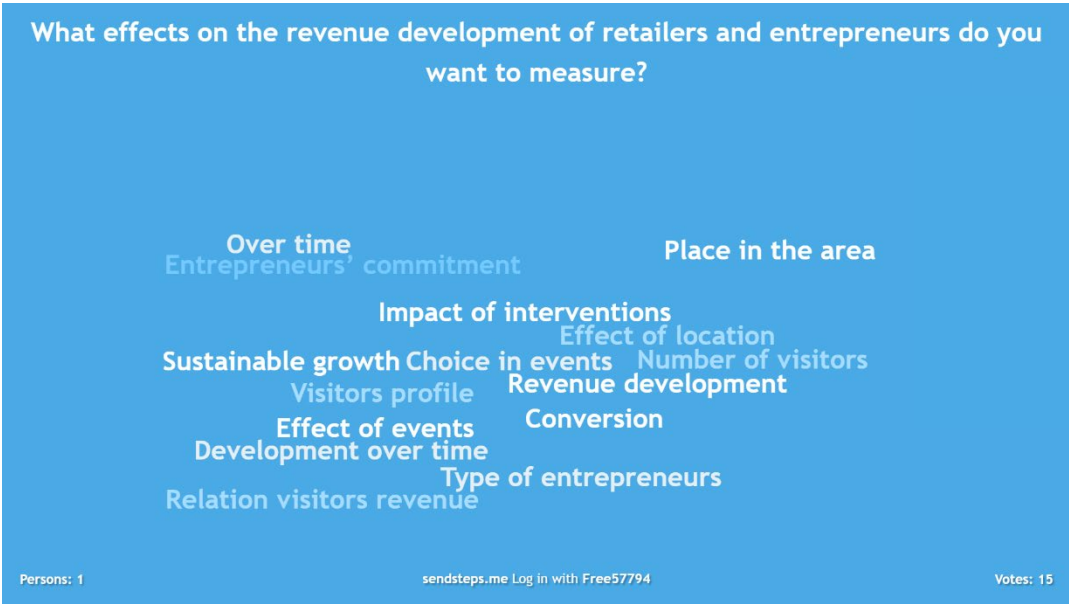 What effects on the revenue development of retailers and entrepreneurs do you
want to measure?
Over time
Place in the area
Entrepreneurs’ commitment
Impact of interventions
Effect of location
Sustainable growth
Choice in events
Number of visitors
Revenue development
Visitors profile
Conversion
Effect of events
Development over time
Type of entrepreneurs
Relation visitors revenue
Persons: 1
sendsteps.me Log in with Free57794
Votes: 15